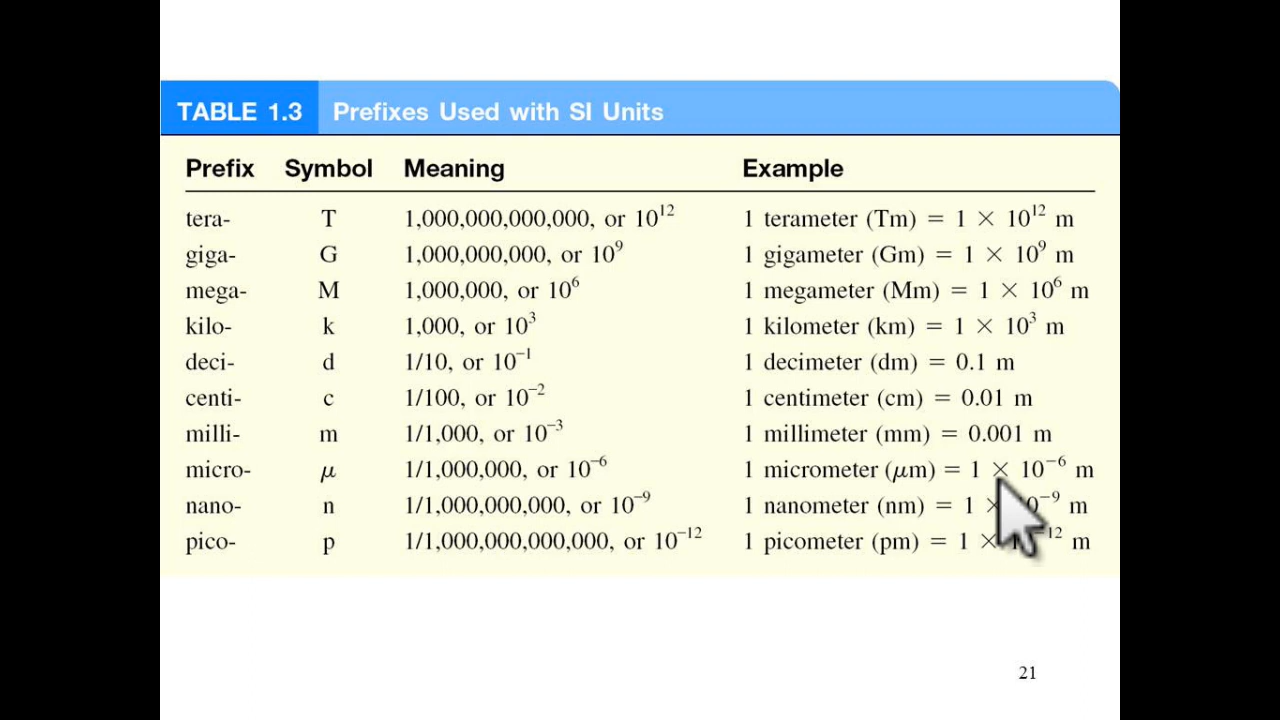 TABLE 1.3 Prefixes Used with SI Units
Prefix Symbol Meaning Example
tera- T 1,000,000,000,000, or 10¹² 1 terameter (Tm) = 1 × 10¹² m
giga- G 1,000,000,000, or 10⁹ 1 gigameter (Gm) = 1 × 10⁹ m
mega- M 1,000,000, or 10⁶ 1 megameter (Mm) = 1 × 10⁶ m
kilo- k 1,000, or 10³ 1 kilometer (km) = 1 × 10³ m
deci- d 1/10, or 10⁻¹ 1 decimeter (dm) = 0.1 m
centi- c 1/100, or 10⁻² 1 centimeter (cm) = 0.01 m
milli- m 1/1,000, or 10⁻³ 1 millimeter (mm) = 0.001 m
micro- μ 1/1,000,000, or 10⁻⁶ 1 micrometer (μm) = 1 × 10⁻⁶ m
nano- n 1/1,000,000,000, or 10⁻⁹ 1 nanometer (nm) = 1 × ⁻⁹ m
pico- p 1/1,000,000,000,000, or 10⁻¹² 1 picometer (pm) = 1 × ¹² m
21